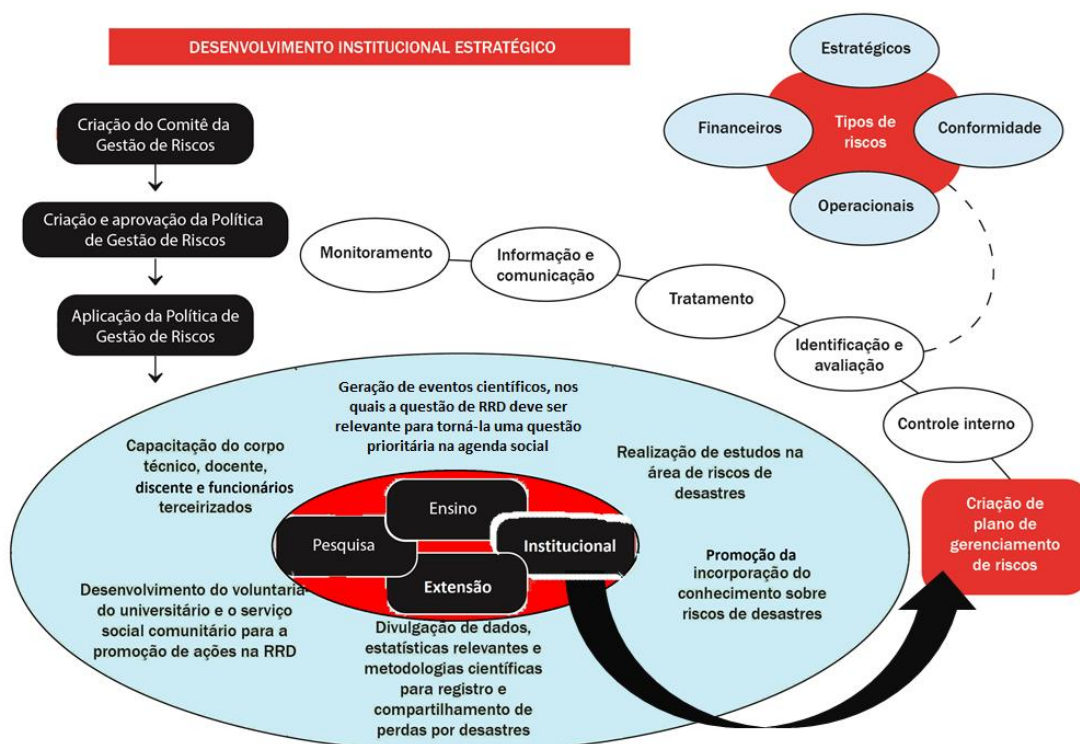 DESENVOLVIMENTO INSTITUCIONAL ESTRATÉGICO
Criação do Comitê da
Gestão de Riscos
Criação e aprovação da Política
de Gestão de Riscos
Aplicação da Política de
Gestão de Riscos
Estratégicos
Financeiros
Tipos de
riscos
Conformidade
Operacionais
Monitoramento
Informação e
comunicação
Tratamento
Identificação e
avaliação
Controle interno
Criação de
plano de
gerenciamento
de riscos
Geração de eventos científicos, nos
quais a questão de RRD deve ser
relevante para torná-la uma questão
prioritária na agenda social
Capacitação do corpo
técnico, docente,
discente e funcionários
terceirizados
Realização de estudos na
área de riscos de
desastres
Ensino
Pesquisa
Institucional
Extensão
Promoção da
incorporação do
conhecimento sobre
riscos de desastres
Desenvolvimento do voluntaria-
do universitário e o serviço
social comunitário para a
promoção de ações na RRD
Divulgação de dados,
estatísticas relevantes e
metodologias científicas
para registro e
compartilhamento de
perdas por desastres